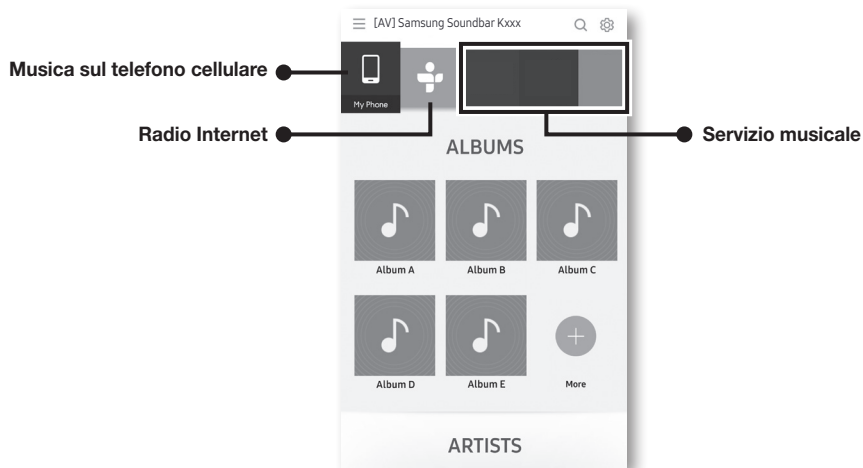 [AV] Samsung Soundbar Kxxx
Musica sul telefono cellulare
My Phone
Radio Internet
Servizio musicale
ALBUMS
Album A
Album B
Album C
Album D
Album E
More
ARTISTS